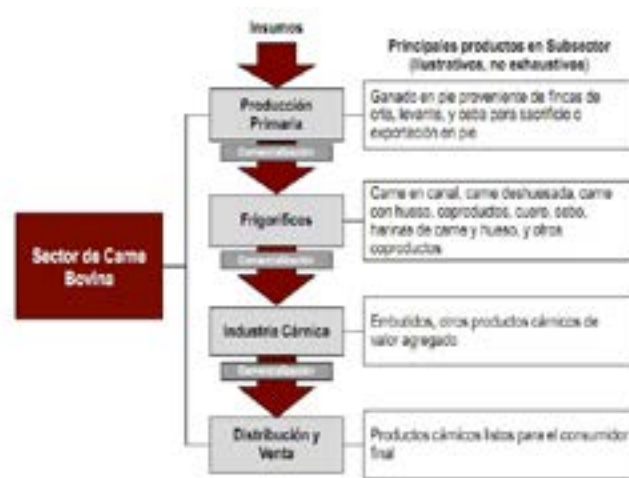 Insumos
Principales productos en Subsector
(ilustrativos, no exhaustivos)
Producción
Primaria
Ganado en pie proveniente de fincas de
cría, levante, y ceba para sacrificio o
exportación en pie
Comercialización
Frigoríficos
Carne en canal, carne deshuesada, carne
con hueso, coproductos, cuero, sebo,
harinas de carne y hueso, y otros
coproductos
Sector de Carne
Bovina
Comercialización
Industria Cárnica
Embutidos, otros productos cárnicos de
valor agregado
Comercialización
Distribución y
Venta
Productos cárnicos listos para el consumidor
final